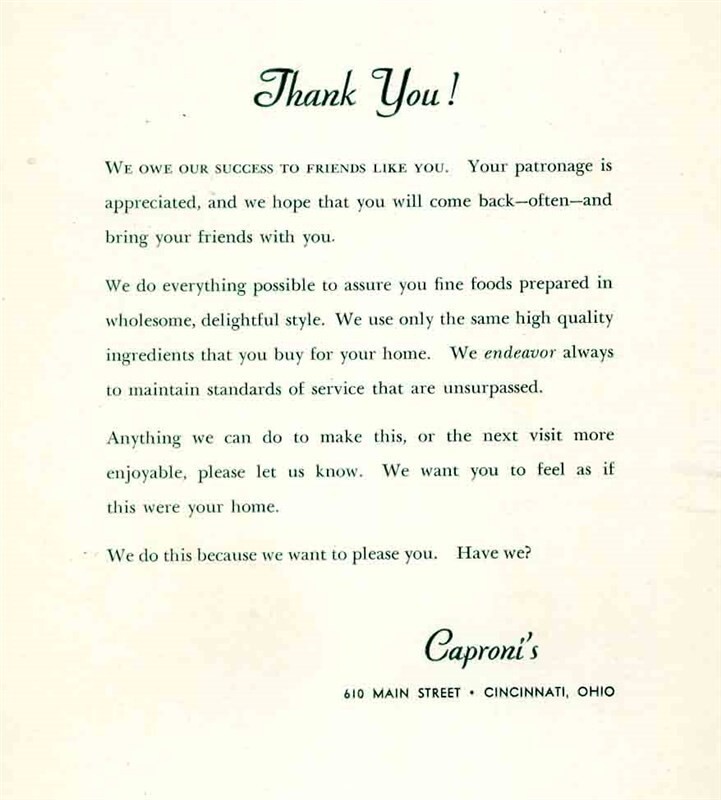 Thank You!
WE OWE OUR SUCCESS TO FRIENDS LIKE YOU. Your patronage is
appreciated, and we hope that you will come back—often—and
bring your friends with you.
We do everything possible to assure you fine foods prepared in
wholesome, delightful style. We use only the same high quality
ingredients that you buy for your home. We endeavor always
to maintain standards of service that are unsurpassed.
Anything we can do to make this, or the next visit more
enjoyable, please let us know. We want you to feel as if
this were your home.
We do this because we want to please you. Have we?
Caproni's
610 MAIN STREET • CINCINNATI, OHIO